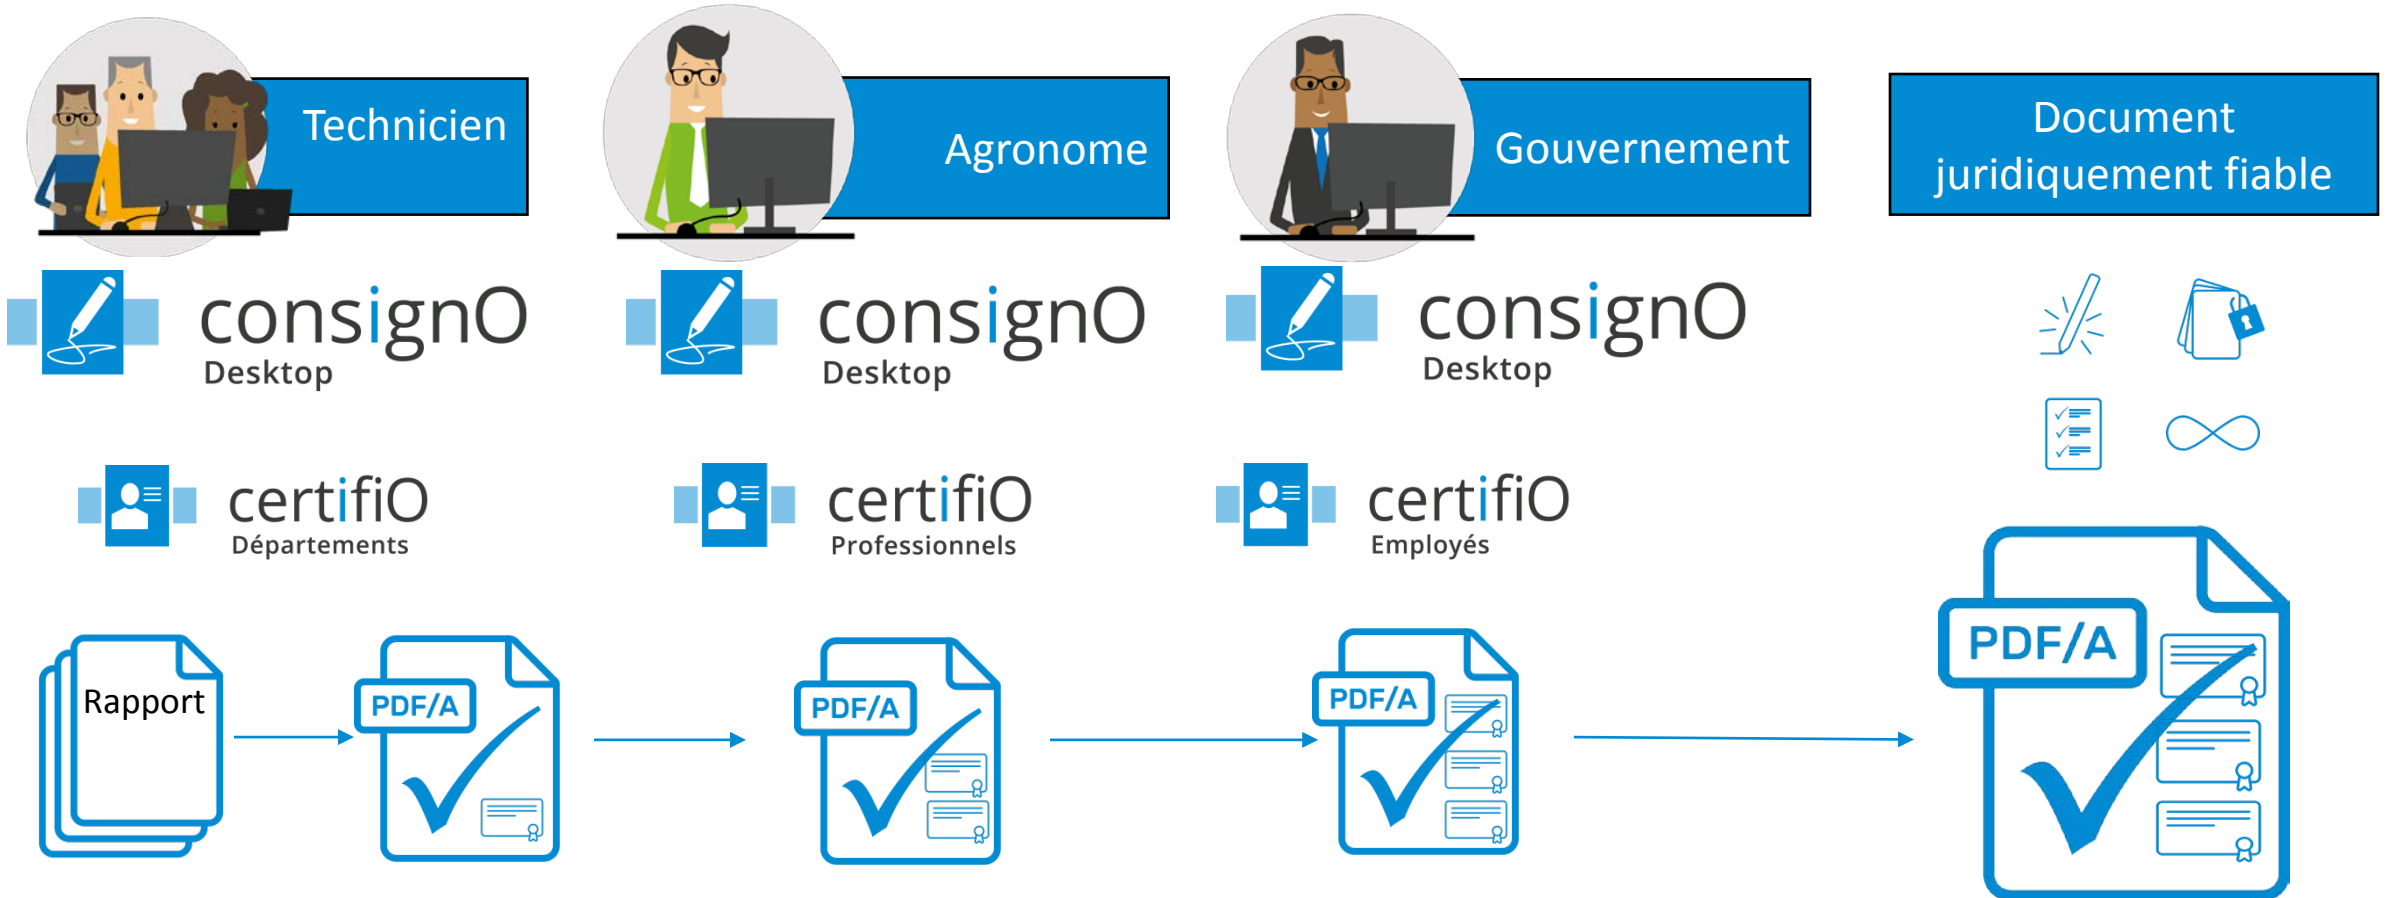 Technicien
Agronome
Gouvernement
Document
juridiquement fiable
consignO
Desktop
consignO
Desktop
consignO
Desktop
certifiO
Départements
certifiO
Professionnels
certifiO
Employés
Rapport
PDF/A
PDF/A
PDF/A
PDF/A